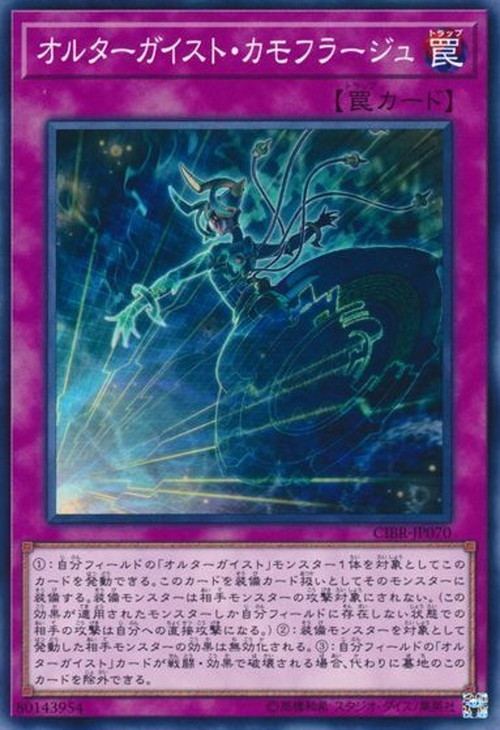 オルターガイスト・カモフラージュ
トラップ
罠
【罠カード】
CIBR-JP070
①：自分フィールドの「オルターガイスト」モンスター１体を対象としてこの
カードを発動できる。このカードを装備カード扱いとしてそのモンスターに
装備する。装備モンスターは相手モンスターの攻撃対象にされない。（この
効果が適用されたモンスターしか自分フィールドに存在しない状態での
相手の攻撃は自分への直接攻撃になる。）②：装備モンスターを対象として
発動した相手モンスターの効果は無効化される。③：自分フィールドの「オル
ターガイスト」カードが戦闘・効果で破壊される場合、代わりに墓地のこの
カードを除外できる。
80143954
©高橋和希 スタジオ・ダイス/集英社